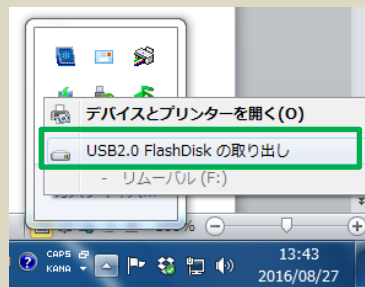 デバイスとプリンターを開く(O)
USB2.0 FlashDisk の取り出し
- リムーバル (F:)
CAPS
KANA
13:43
2016/08/27